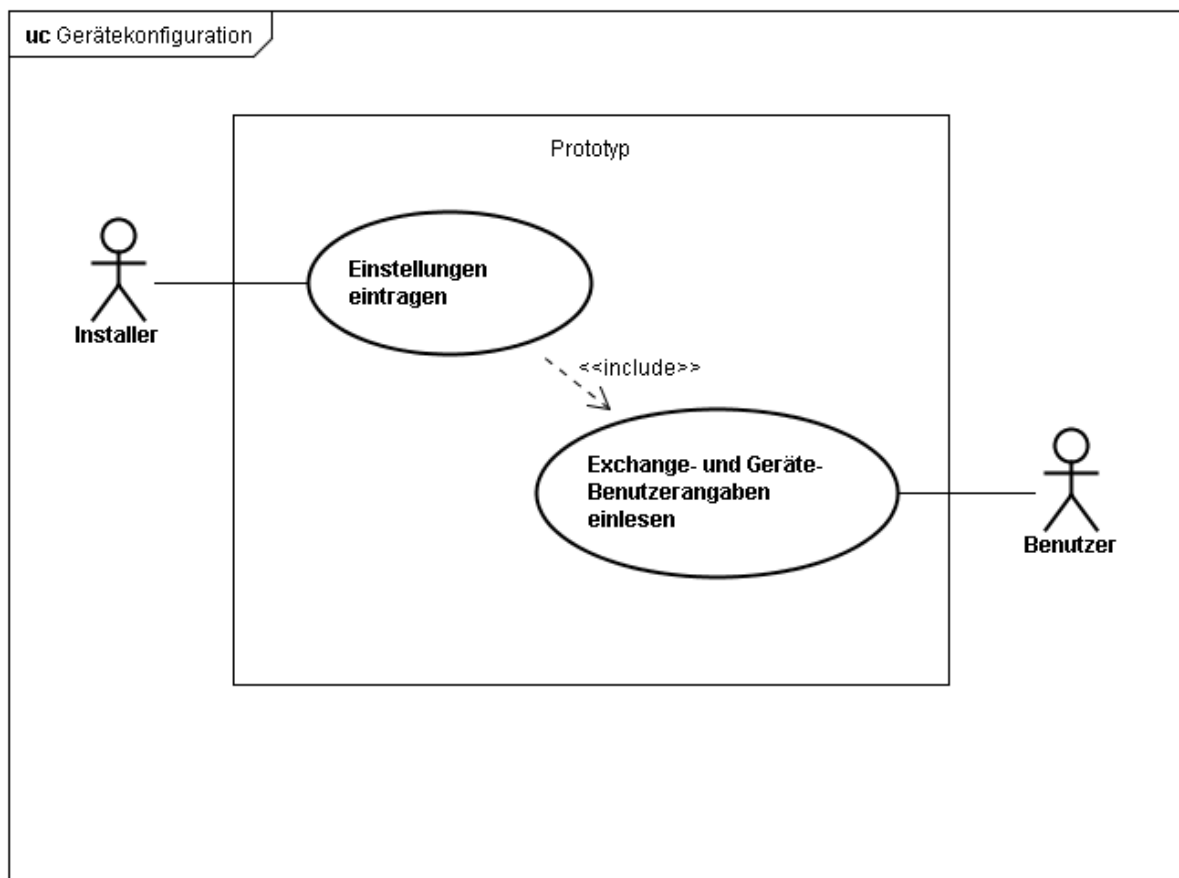 uc Gerätekonfiguration
Prototyp
Einstellungen
eintragen
Installer
<<include>>
Exchange- und Geräte-
Benutzerangaben
einlesen
Benutzer